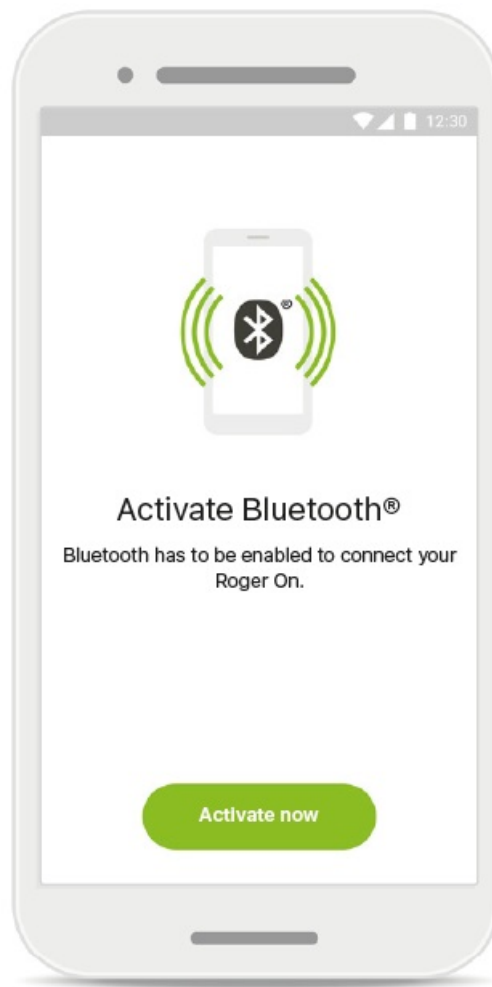 12:30
®
Activate Bluetooth®
Bluetooth has to be enabled to connect your
Roger On.
Activate now